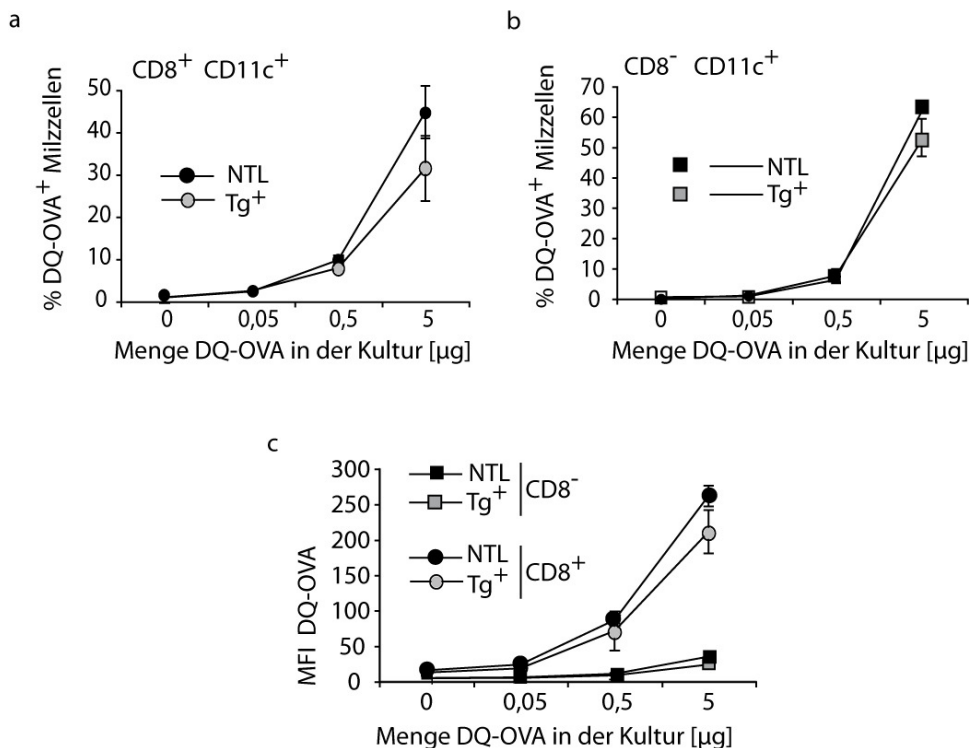 a
CD8⁺ CD11c⁺
% DQ-OVA⁺ Milzzellen
50
40
30
20
10
0
NTL
Tg⁺
0 0,05 0,5 5
Menge DQ-OVA in der Kultur [µg]
b
CD8⁻ CD11c⁺
% DQ-OVA⁺ Milzzellen
70
60
50
40
30
20
10
0
NTL
Tg⁺
0 0,05 0,5 5
Menge DQ-OVA in der Kultur [µg]
c
MFI DQ-OVA
300
250
200
150
100
50
0
NTL
Tg⁺
CD8⁻
NTL
Tg⁺
CD8⁺
0 0,05 0,5 5
Menge DQ-OVA in der Kultur [µg]